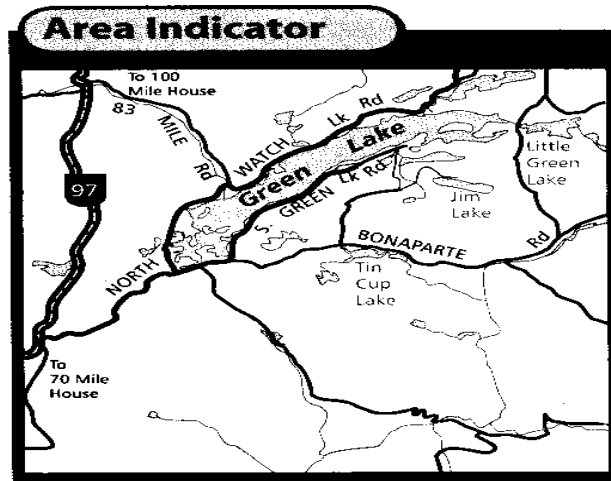 Area Indicator
To 100
Mile House
83 MILE Rd
WATCH Lk Rd
Green Lake
97
S GREEN Lk Rd
Little
Green
Lake
Jim
Lake
NORTH BONAPARTE Rd
Tin
Cup
Lake
To
70 Mile
House